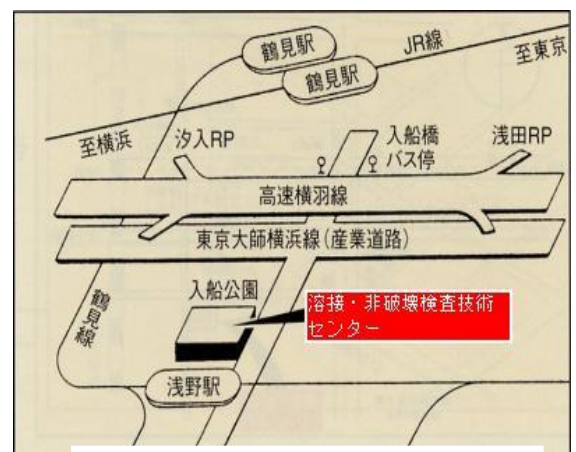 鶴見駅
JR線
鶴見駅
至東京
至横浜
汐入RP
入船橋
バス停
浅田RP
高速横羽線
東京大師横浜線(産業道路)
鶴見線
入船公園
溶接・非破壊検査技術
センター
浅野駅